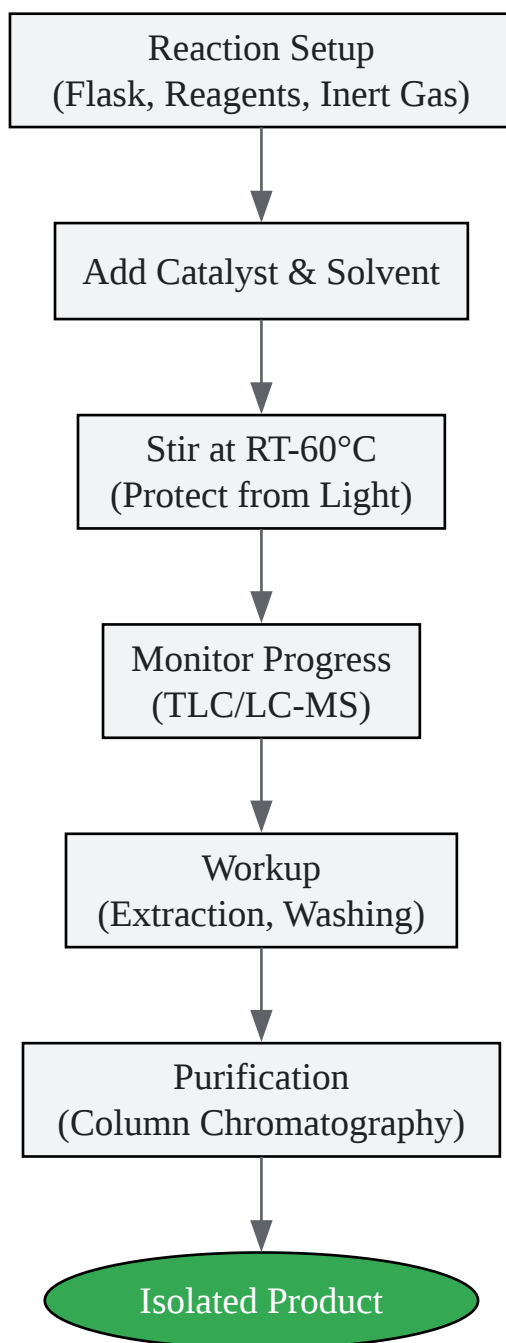 Reaction Setup
(Flask, Reagents, Inert Gas)
Add Catalyst & Solvent
Stir at RT-60°C
(Protect from Light)
Monitor Progress
(TLC/LC-MS)
Workup
(Extraction, Washing)
Purification
(Column Chromatography)
Isolated Product